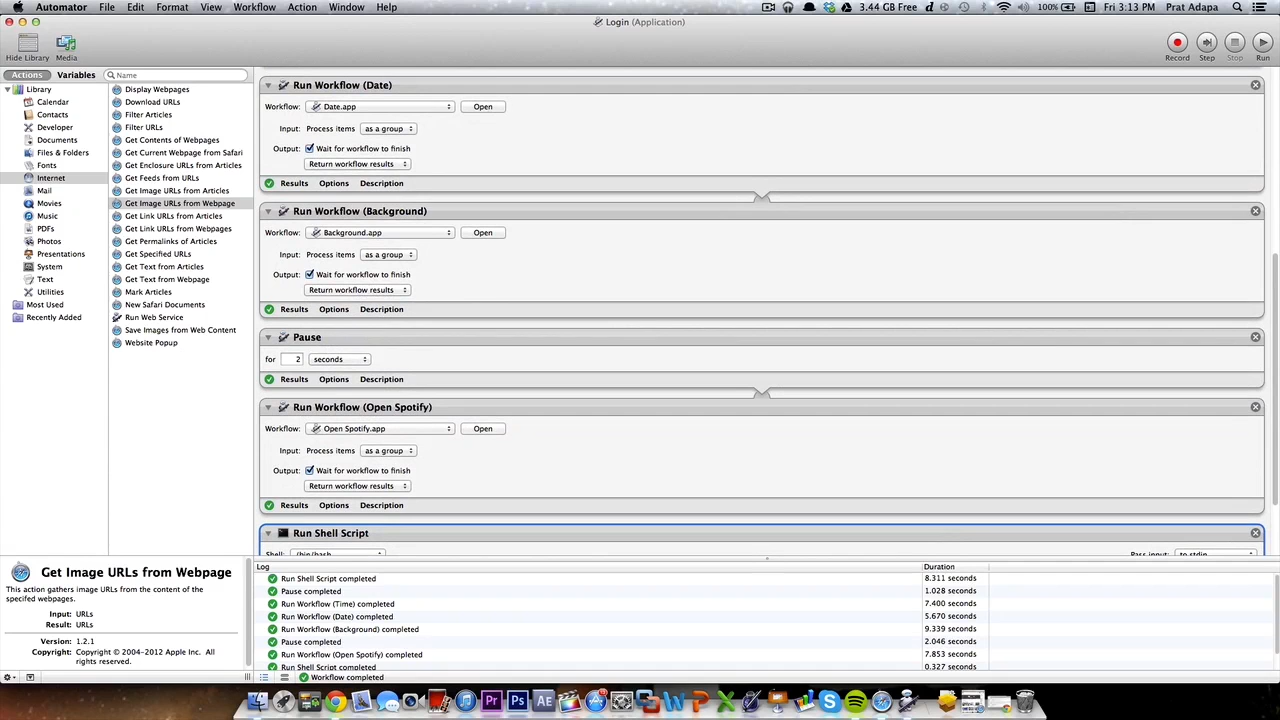 Automator File Edit Format View Workflow Action Window Help 3.44 GB Free 100% Fri 3:13 PM Prat Adapa
Login (Application)
Hide Library Media Record Step Stop Run
Actions Variables Name
Library
Calendar
Contacts
Developer
Documents
Files & Folders
Fonts
Internet
Mail
Movies
Music
PDFs
Photos
Presentations
System
Text
Utilities
Most Used
Recently Added
Display Webpages
Download URLs
Filter Articles
Filter URLs
Get Contents of Webpages
Get Current Webpage from Safari
Get Enclosure URLs from Articles
Get Feeds from URLs
Get Image URLs from Articles
Get Image URLs from Webpage
Get Link URLs from Articles
Get Link URLs from Webpages
Get Permalinks of Articles
Get Specified URLs
Get Text from Articles
Get Text from Webpage
Mark Articles
New Safari Documents
Run Web Service
Save Images from Web Content
Website Popup
Run Workflow (Date)
Workflow: Date.app Open
Input: Process items as a group
Output: Wait for workflow to finish
Return workflow results
Results Options Description
Run Workflow (Background)
Workflow: Background.app Open
Input: Process items as a group
Output: Wait for workflow to finish
Return workflow results
Results Options Description
Pause
for 2 seconds
Results Options Description
Run Workflow (Open Spotify)
Workflow: Open Spotify.app Open
Input: Process items as a group
Output: Wait for workflow to finish
Return workflow results
Results Options Description
Run Shell Script
Shell: /bin/bash Pass input: to stdin
Get Image URLs from Webpage
This action gathers image URLs from the content of the
specifed webpages.
Input: URLs
Result: URLs
Version: 1.2.1
Copyright: Copyright © 2004-2012 Apple Inc. All
rights reserved.
Log Duration
Run Shell Script completed 8.311 seconds
Pause completed 1.028 seconds
Run Workflow (Time) completed 7.400 seconds
Run Workflow (Date) completed 5.670 seconds
Run Workflow (Background) completed 9.339 seconds
Pause completed 2.046 seconds
Run Workflow (Open Spotify) completed 7.853 seconds
Run Shell Script completed 0.327 seconds
Workflow completed
Pr Ps AE